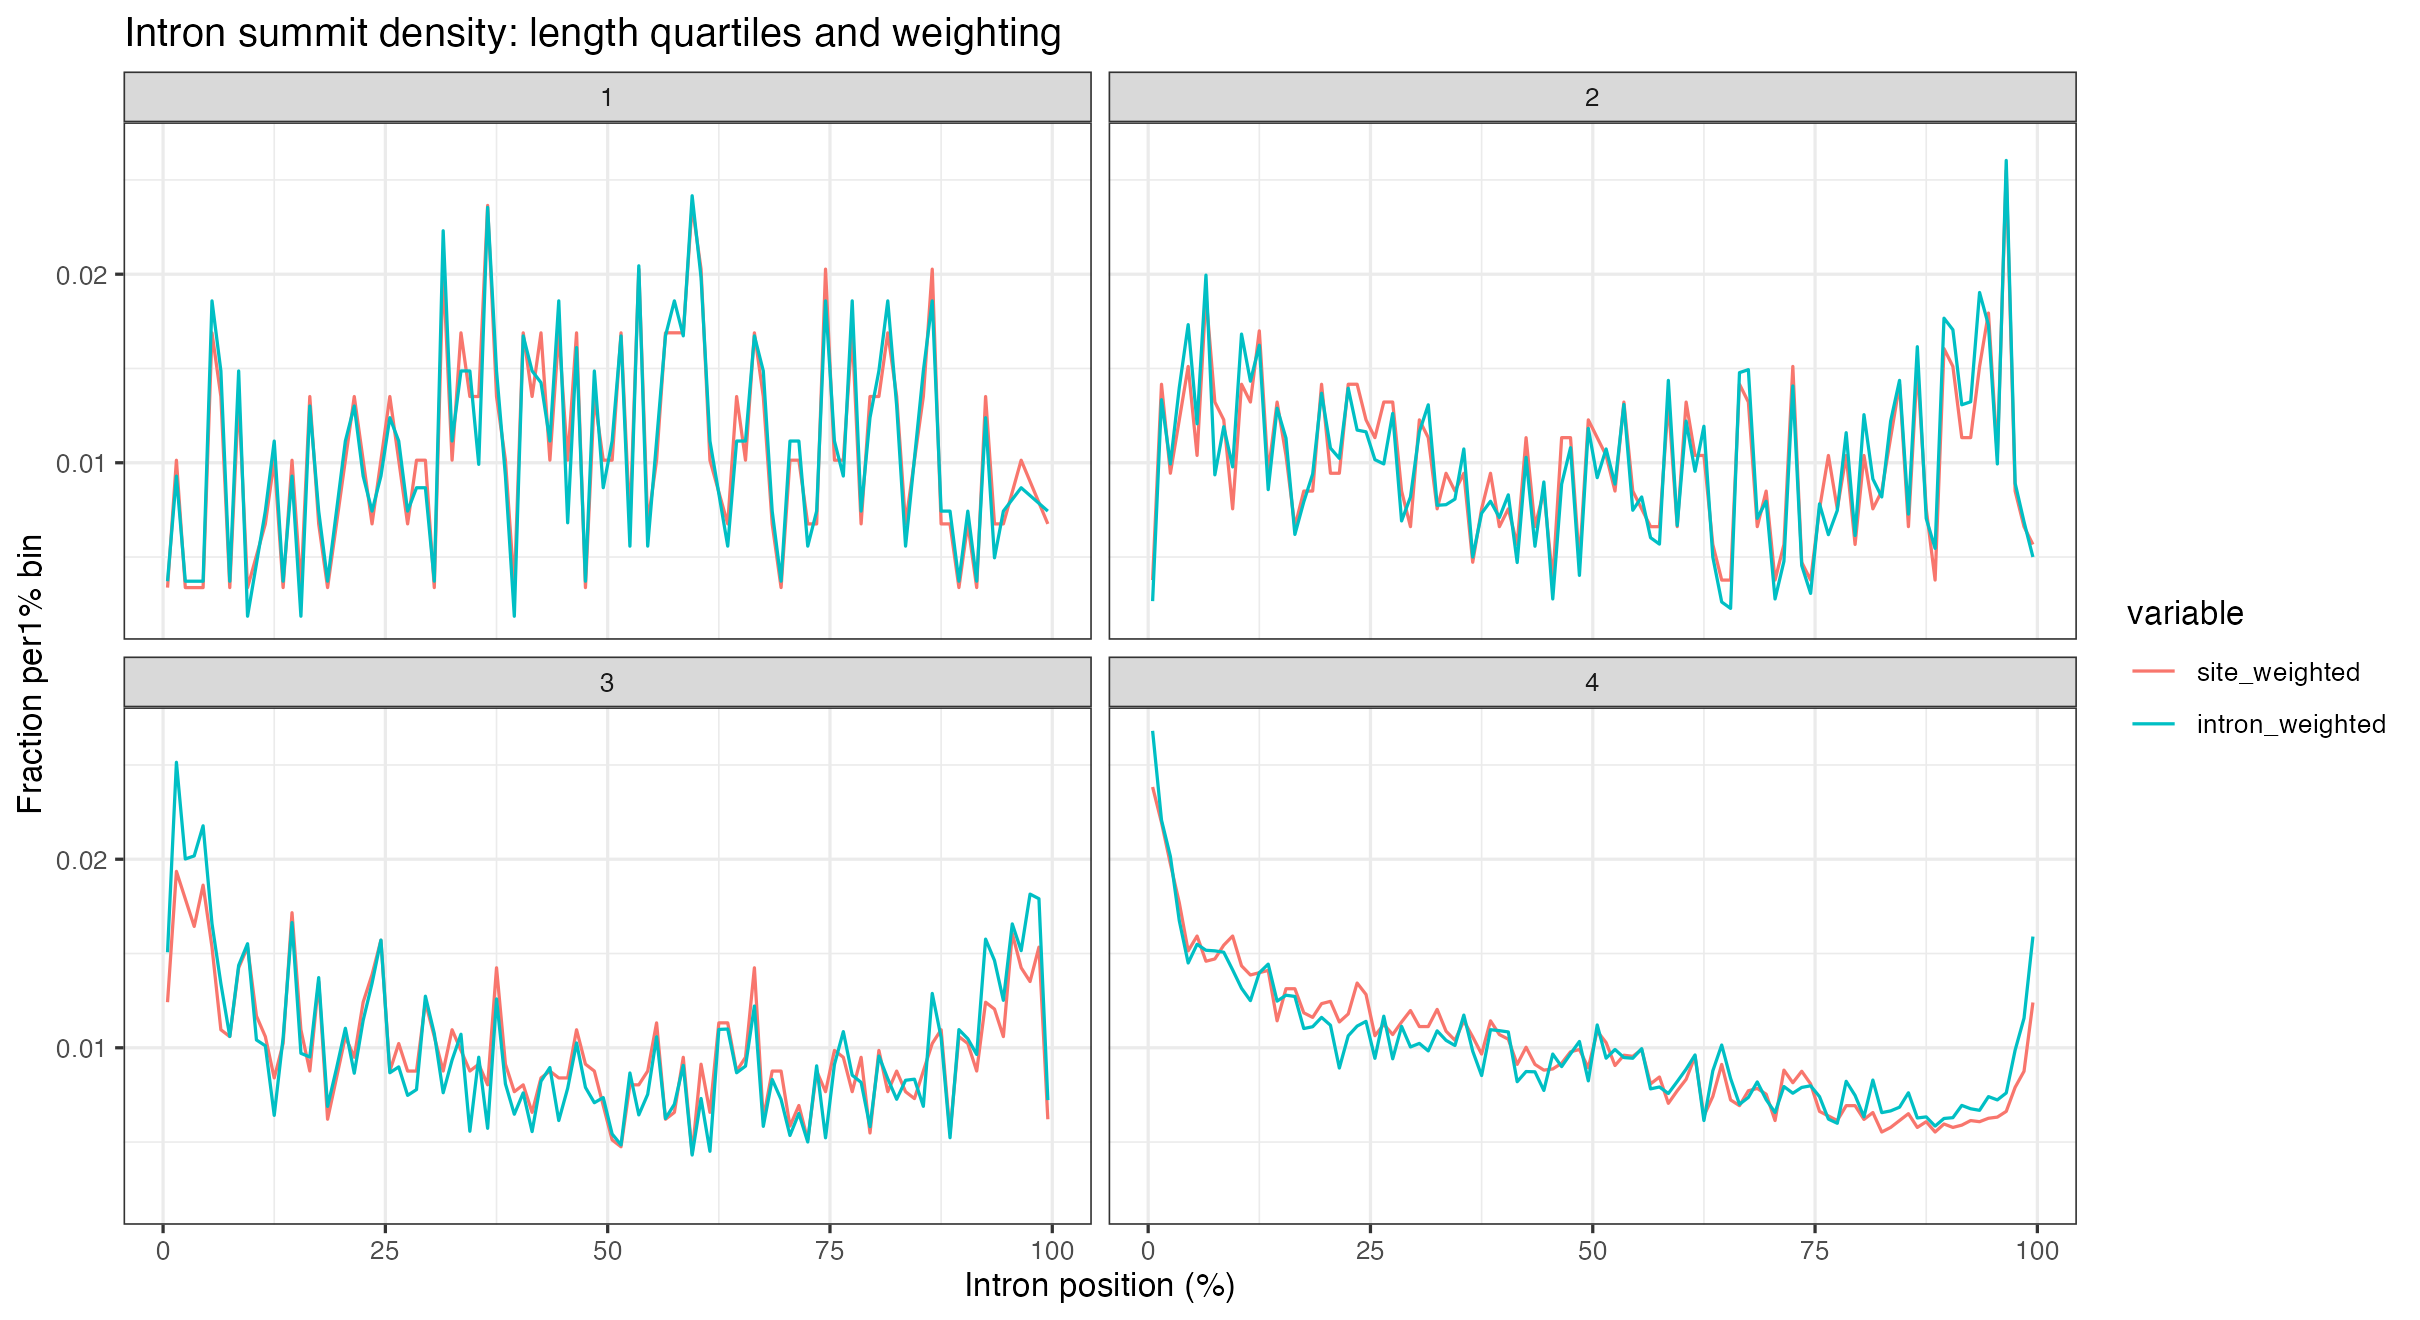 Intron summit density: length quartiles and weighting
1
2
0.02
0.01
3
4
0.02
0.01
0 25 50 75 100
0 25 50 75 100
Intron position (%)
Fraction per1% bin
variable
site_weighted
intron_weighted